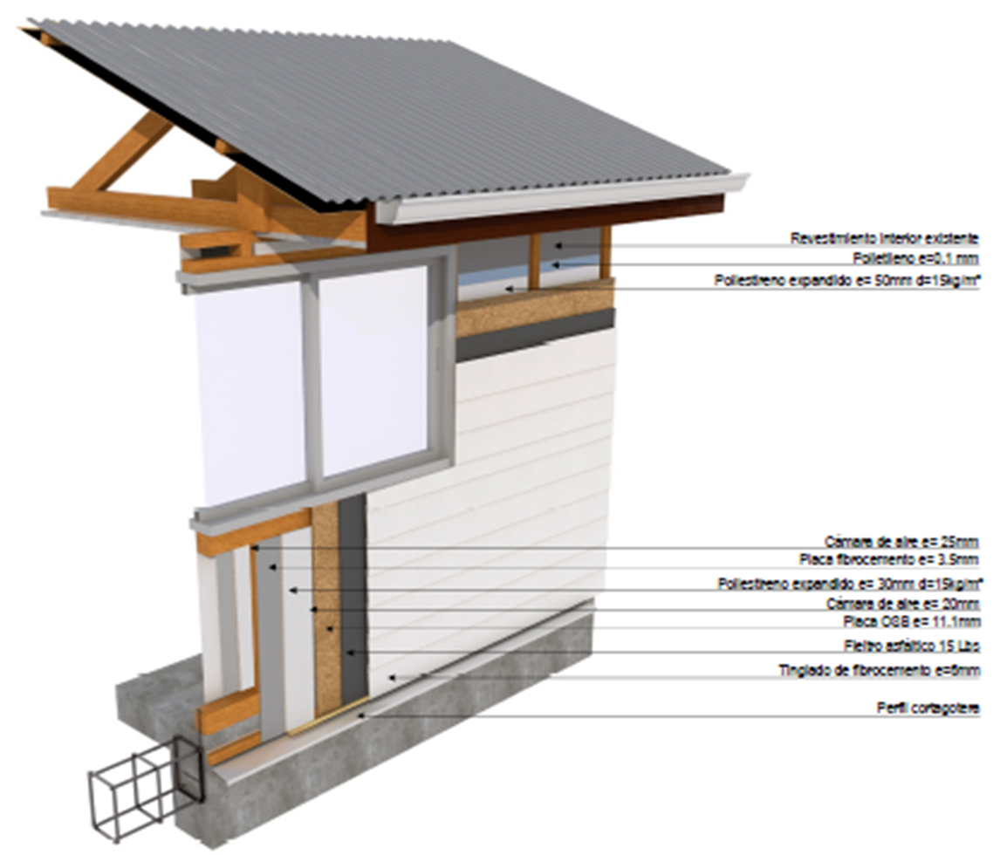 Revestimiento interior existente
Polietileno e=0.1 mm
Poliestireno expandido e= 50mm d=15kg/m³
Cámara de aire e= 25mm
Placa fibrocemento e= 3.5mm
Poliestireno expandido e= 30mm d=15kg/m³
Cámara de aire e= 20mm
Placa OSB e= 11.1mm
Fieltro asfáltico 15 Lbs
Tinglado de fibrocemento e=6mm
Perfil cortagotera